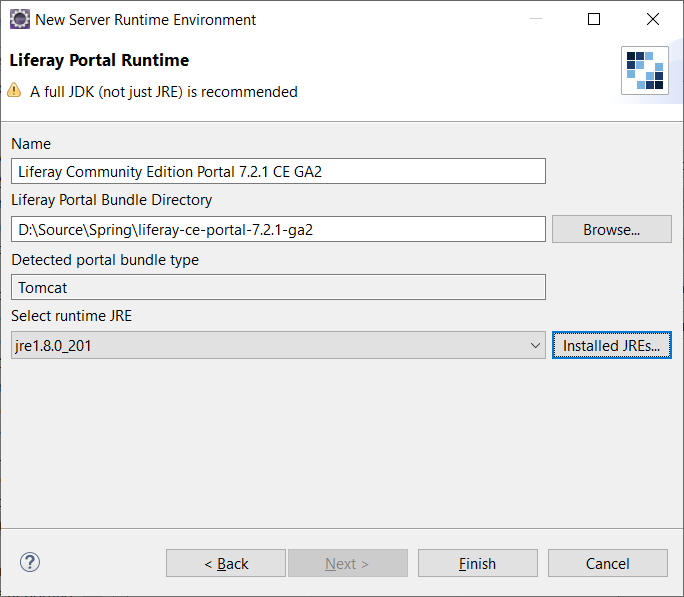 New Server Runtime Environment
Liferay Portal Runtime
A full JDK (not just JRE) is recommended
Name
Liferay Community Edition Portal 7.2.1 CE GA2
Liferay Portal Bundle Directory
D:\Source\Spring\liferay-ce-portal-7.2.1-ga2
Browse...
Detected portal bundle type
Tomcat
Select runtime JRE
jre1.8.0_201
Installed JREs...
?
< Back
Next >
Finish
Cancel